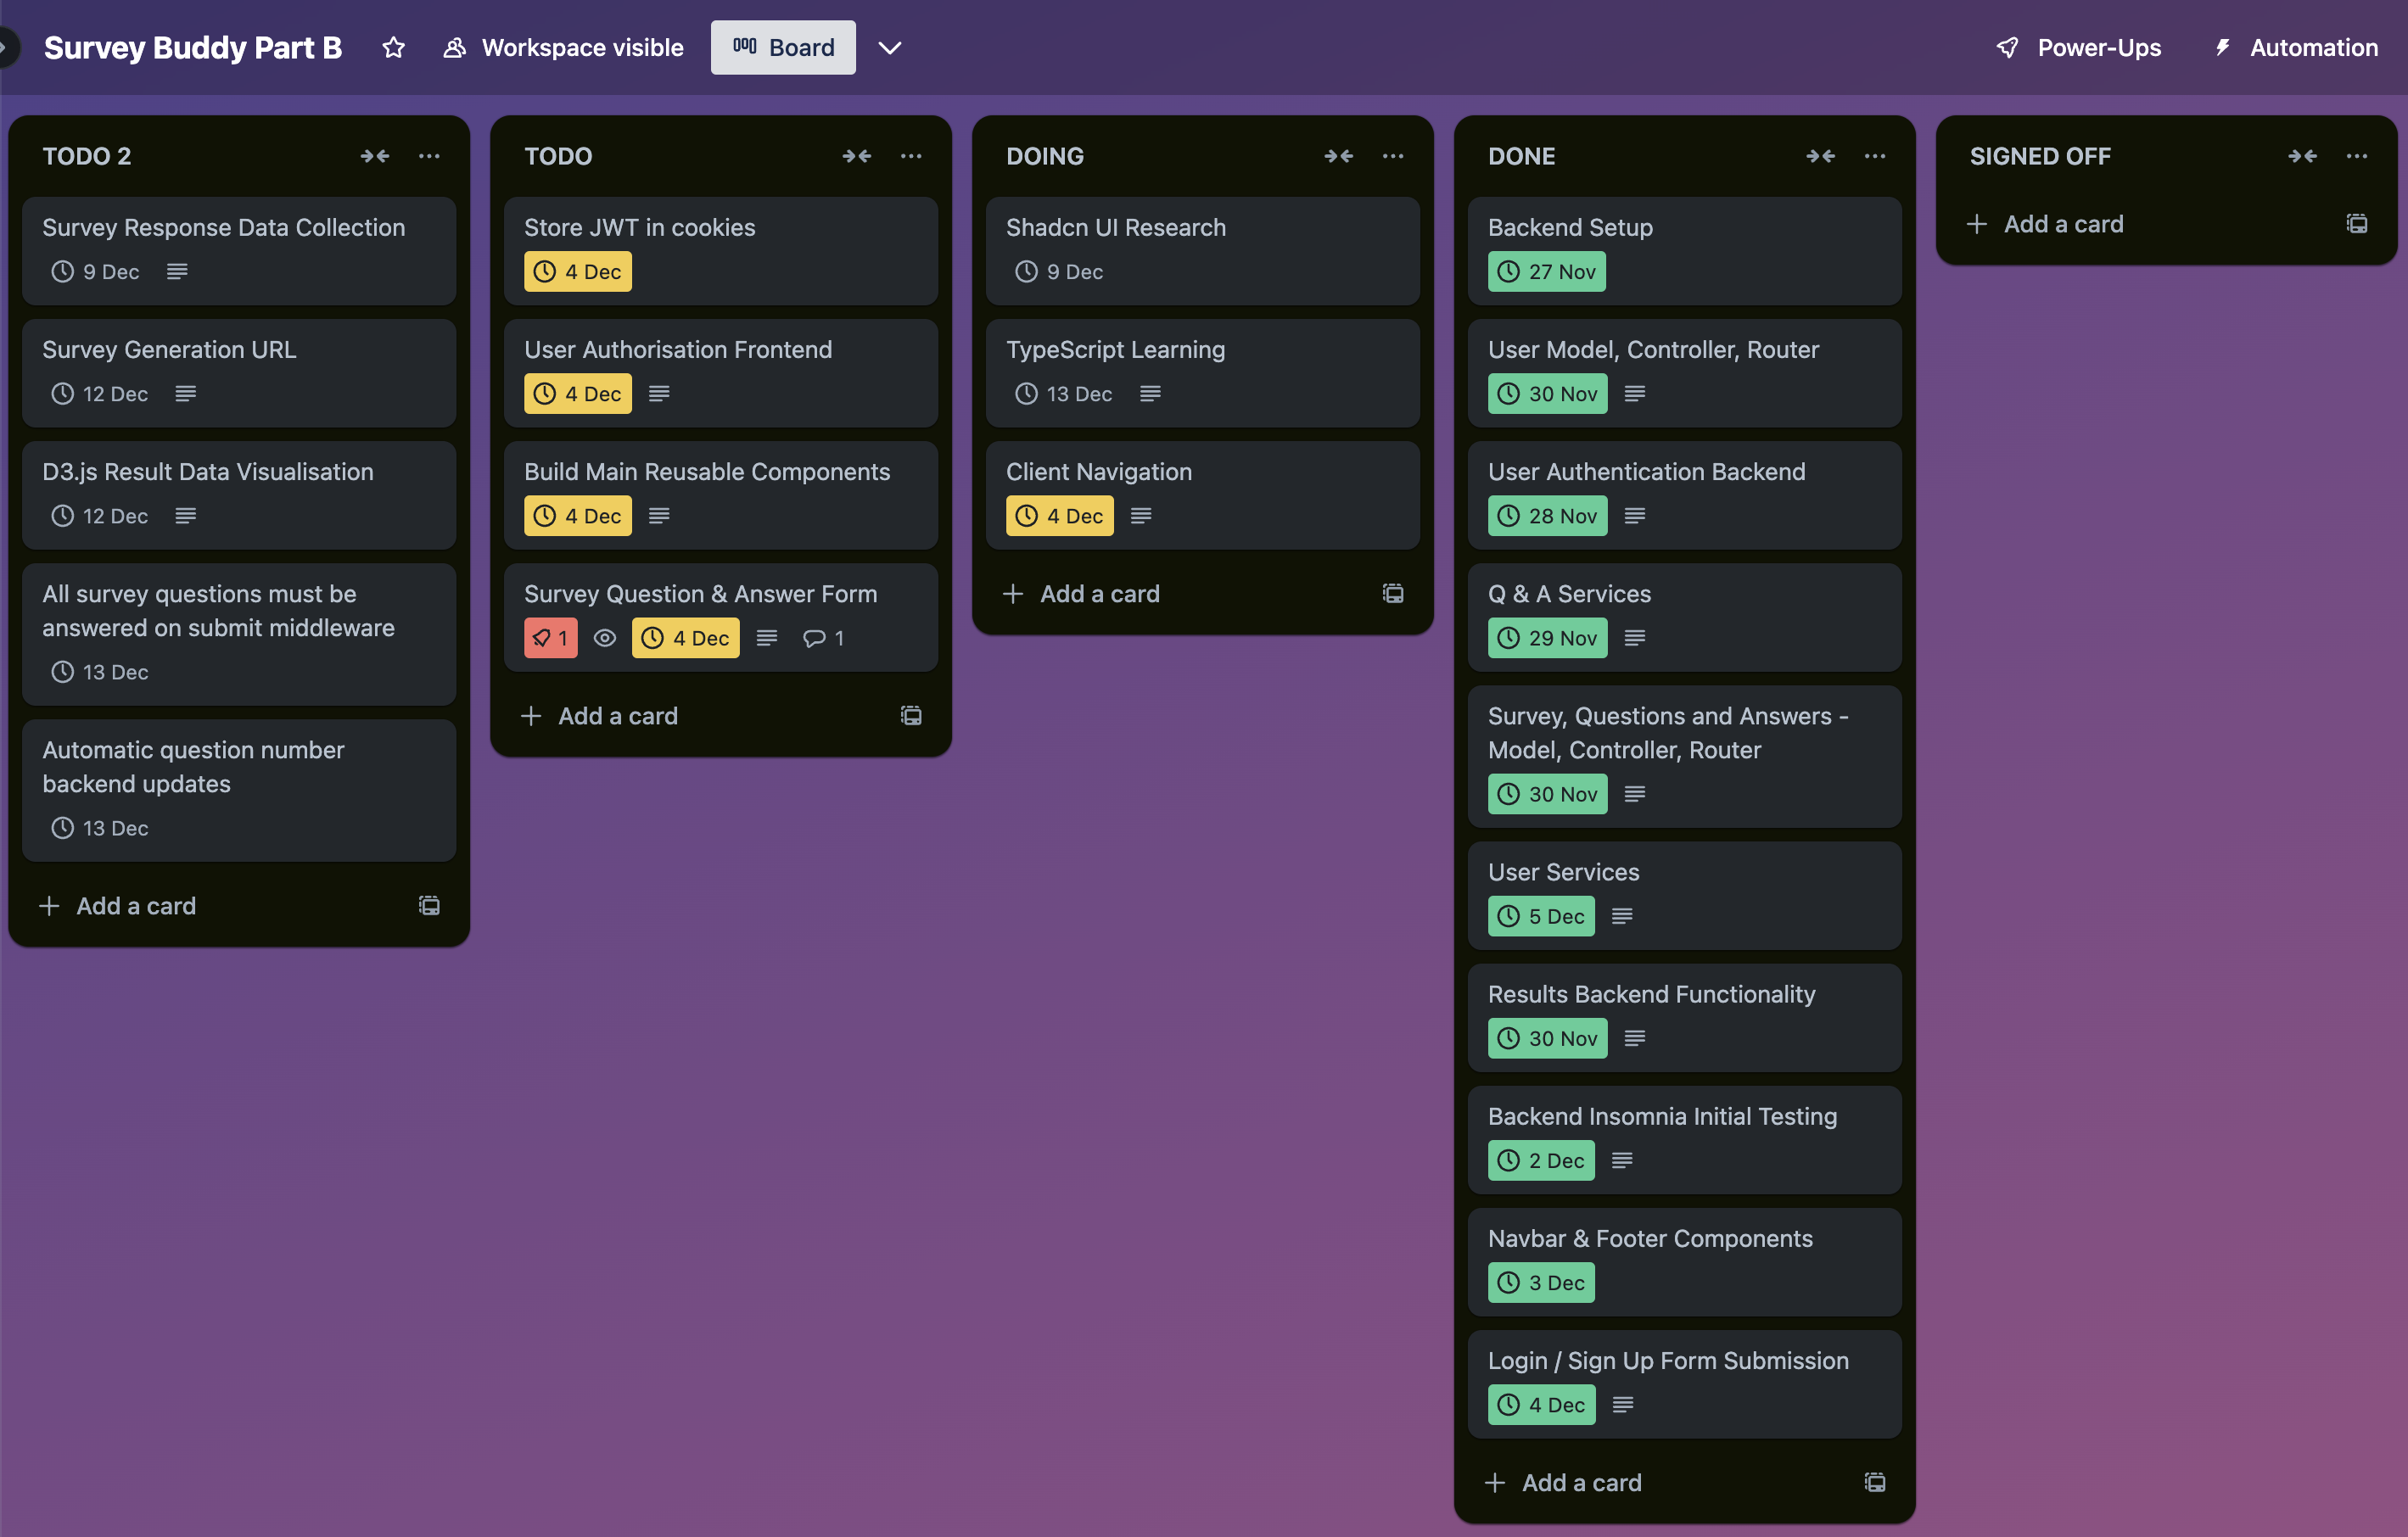 Survey Buddy Part B
Workspace visible
Board
Power-Ups
Automation
TODO 2
Survey Response Data Collection
9 Dec
Survey Generation URL
12 Dec
D3.js Result Data Visualisation
12 Dec
All survey questions must be
answered on submit middleware
13 Dec
Automatic question number
backend updates
13 Dec
Add a card
TODO
Store JWT in cookies
4 Dec
User Authorisation Frontend
4 Dec
Build Main Reusable Components
4 Dec
Survey Question & Answer Form
1 4 Dec 1
Add a card
DOING
Shadcn UI Research
9 Dec
TypeScript Learning
13 Dec
Client Navigation
4 Dec
Add a card
DONE
Backend Setup
27 Nov
User Model, Controller, Router
30 Nov
User Authentication Backend
28 Nov
Q & A Services
29 Nov
Survey, Questions and Answers -
Model, Controller, Router
30 Nov
User Services
5 Dec
Results Backend Functionality
30 Nov
Backend Insomnia Initial Testing
2 Dec
Navbar & Footer Components
3 Dec
Login / Sign Up Form Submission
4 Dec
Add a card
SIGNED OFF
Add a card